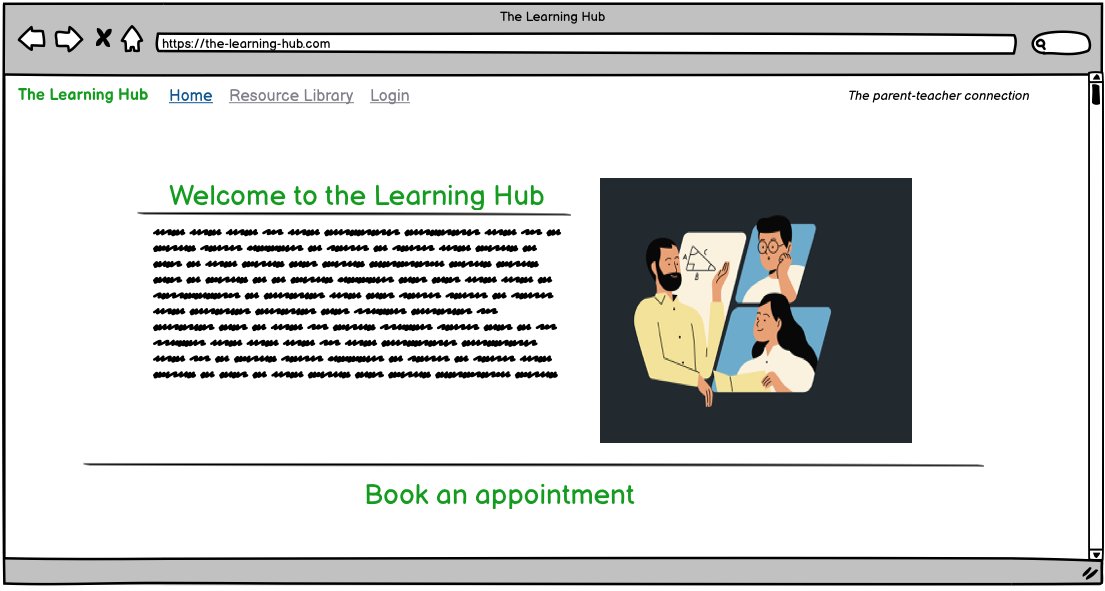 The Learning Hub
https://the-learning-hub.com
The Learning Hub Home Resource Library Login The parent-teacher connection
Welcome to the Learning Hub
A C
B
Book an appointment